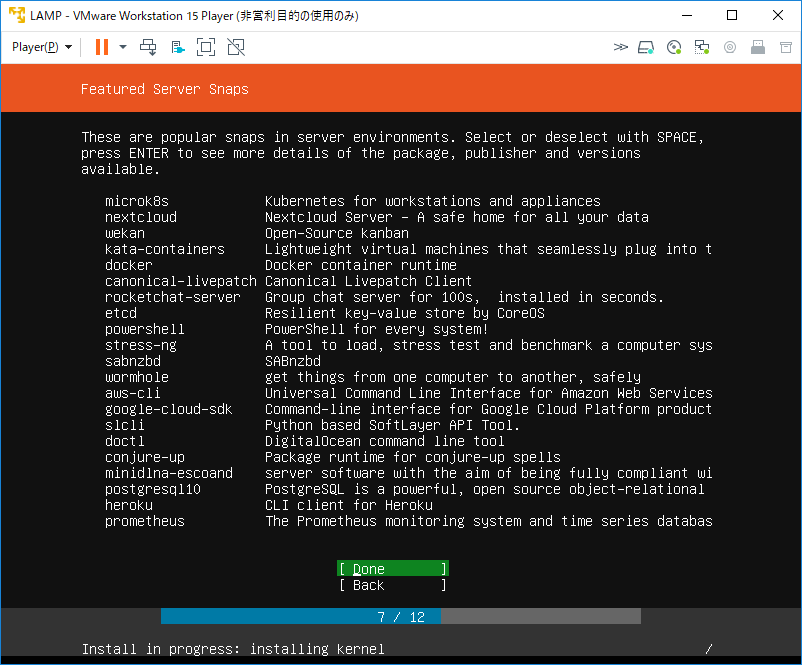 LAMP - VMware Workstation 15 Player (非営利目的の使用のみ)
Player(P)
Featured Server Snaps
These are popular snaps in server environments. Select or deselect with SPACE,
press ENTER to see more details of the package, publisher and versions
available.
microk8s Kubernetes for workstations and appliances
nextcloud Nextcloud Server - A safe home for all your data
wekan Open-Source kanban
kata-containers Lightweight virtual machines that seamlessly plug into t
docker Docker container runtime
canonical-livepatch Canonical Livepatch Client
rocketchat-server Group chat server for 100s, installed in seconds.
etcd Resilient key-value store by CoreOS
powershell PowerShell for every system!
stress-ng A tool to load, stress test and benchmark a computer sys
sabnzbd SABnzbd
wormhole get things from one computer to another, safely
aws-cli Universal Command Line Interface for Amazon Web Services
google-cloud-sdk Command-line interface for Google Cloud Platform product
slcli Python based SoftLayer API Tool.
doctl DigitalOcean command line tool
conjure-up Package runtime for conjure-up spells
minidlna-escoand server software with the aim of being fully compliant wi
postgresql10 PostgreSQL is a powerful, open source object-relational
heroku CLI client for Heroku
prometheus The Prometheus monitoring system and time series databas
[ Done ]
[ Back ]
7 / 12
Install in progress: installing kernel /